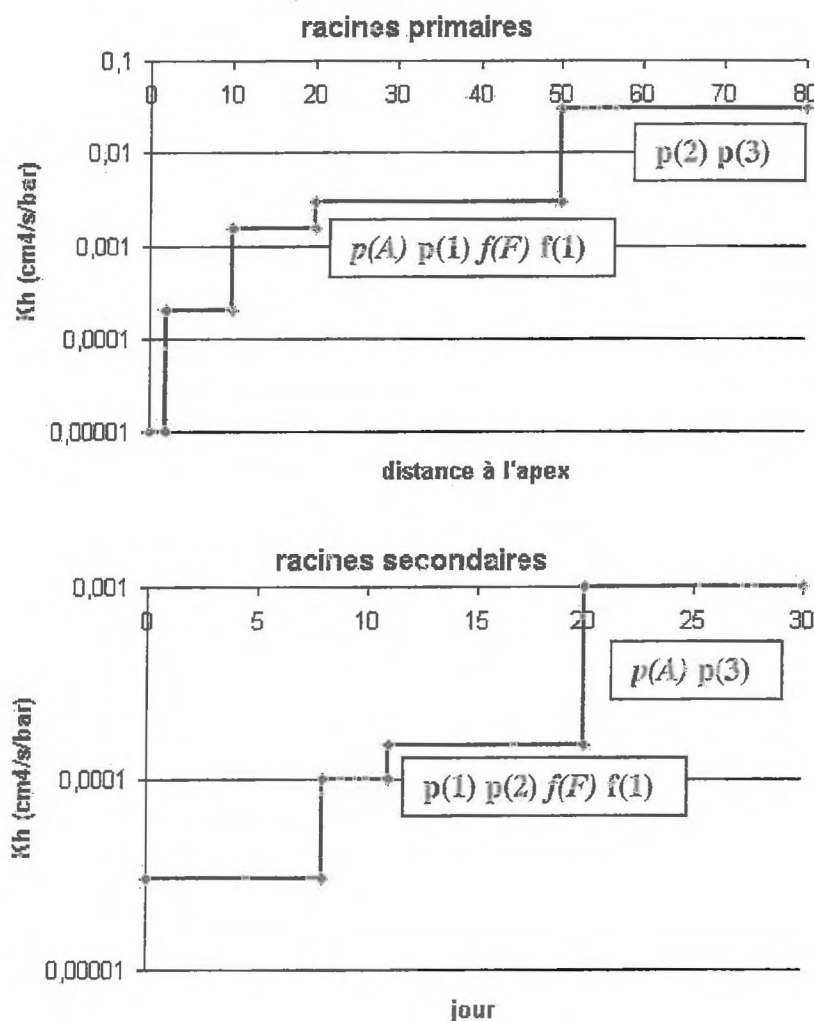 racines primaires
0,1
0 10 20 30 40 50 60 70 80
0,01
p(2) p(3)
0,001
p(A) p(1) f(F) f(1)
0,0001
0,00001
Kh (cm4/s/bar)
distance à l'apex
racines secondaires
0,001
0 5 10 15 20 25 30
p(A) p(3)
0,0001
p(1) p(2) f(F) f(1)
0,00001
Kh (cm4/s/bar)
jour